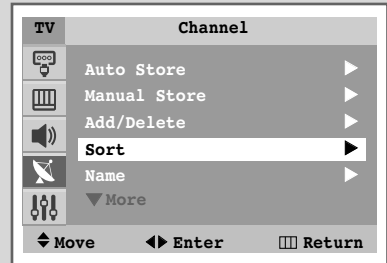 TV Channel
Auto Store
Manual Store
Add/Delete
Sort
Name
More
Move Enter Return